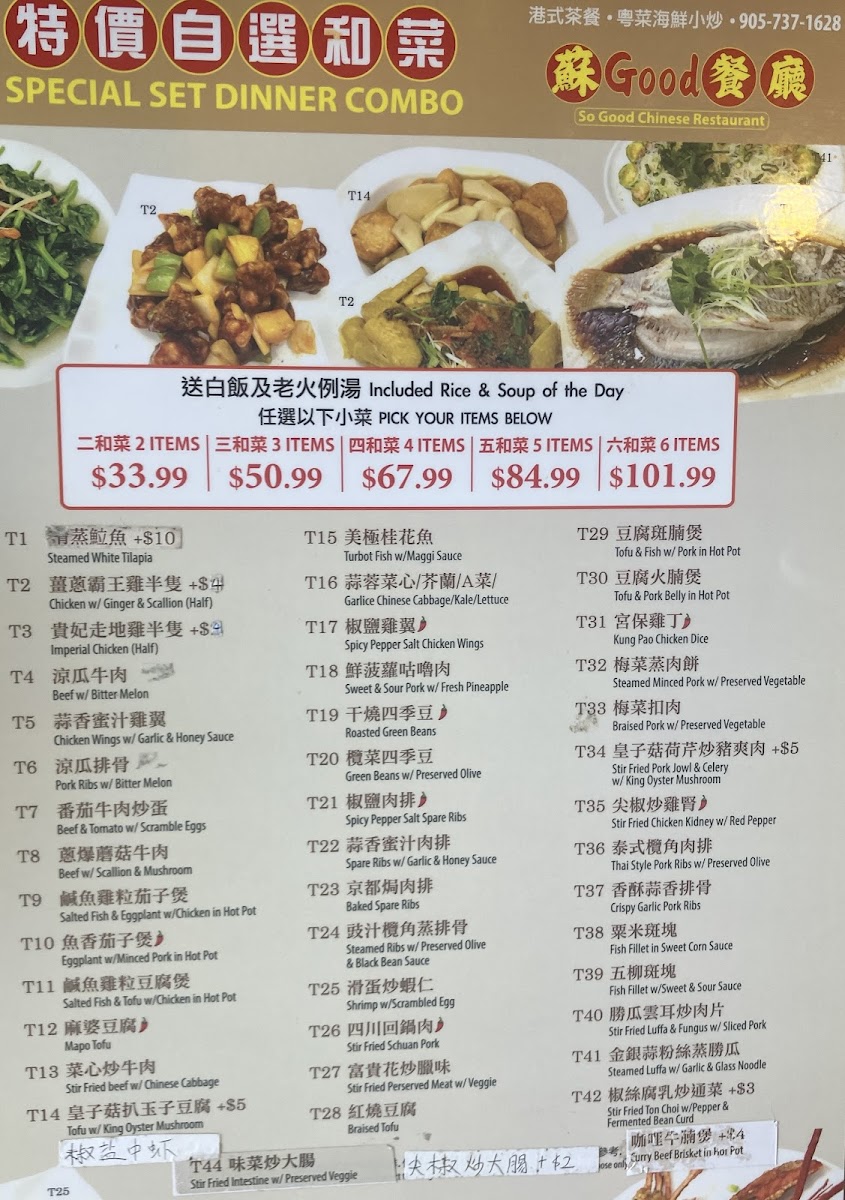 特價自選和菜
SPECIAL SET DINNER COMBO
港式茶餐•粵菜海鮮小炒•905-737-1628
蘇Good餐廳
So Good Chinese Restaurant
T2
T14
T41
T2
送白飯及老火例湯 Included Rice & Soup of the Day
任選以下小菜 PICK YOUR ITEMS BELOW
二和菜 2 ITEMS
$33.99
三和菜 3 ITEMS
$50.99
四和菜 4 ITEMS
$67.99
五和菜 5 ITEMS
$84.99
六和菜 6 ITEMS
$101.99
T1 清蒸䱽魚 +$10
Steamed White Tilapia
T2 薑蔥霸王雞半隻 +$4
Chicken w/ Ginger & Scallion (Half)
T3 貴妃走地雞半隻 +$
Imperial Chicken (Half)
T4 涼瓜牛肉
Beef w/ Bitter Melon
T5 蒜香蜜汁雞翼
Chicken Wings w/ Garlic & Honey Sauce
T6 涼瓜排骨
Pork Ribs w/ Bitter Melon
T7 番茄牛肉炒蛋
Beef & Tomato w/ Scramble Eggs
T8 蔥爆蘑菇牛肉
Beef w/ Scallion & Mushroom
T9 鹹魚雞粒茄子煲
Salted Fish & Eggplant w/Chicken in Hot Pot
T10 魚香茄子煲
Eggplant w/Minced Pork in Hot Pot
T11 鹹魚雞粒豆腐煲
Salted Fish & Tofu w/Chicken in Hot Pot
T12 麻婆豆腐
Mapo Tofu
T13 菜心炒牛肉
Stir Fried beef w/ Chinese Cabbage
T14 皇子菇扒玉子豆腐 +$5
Tofu w/ King Oyster Mushroom
椒盐中虾
T25
T15 美極桂花魚
Turbot Fish w/Maggi Sauce
T16 蒜蓉菜心/芥蘭/A菜/
Garlice Chinese Cabbage/Kale/Lettuce
T17 椒鹽雞翼
Spicy Pepper Salt Chicken Wings
T18 鮮菠蘿咕嚕肉
Sweet & Sour Pork w/ Fresh Pineapple
T19 干燒四季豆
Roasted Green Beans
T20 欖菜四季豆
Green Beans w/ Preserved Olive
T21 椒鹽肉排
Spicy Pepper Salt Spare Ribs
T22 蒜香蜜汁肉排
Spare Ribs w/ Garlic & Honey Sauce
T23 京都焗肉排
Baked Spare Ribs
T24 豉汁欖角蒸排骨
Steamed Ribs w/ Preserved Olive
& Black Bean Sauce
T25 滑蛋炒蝦仁
Shrimp w/Scrambled Egg
T26 四川回鍋肉
Stir Fried Schuan Pork
T27 富貴花炒臘味
Stir Fried Perserved Meat w/ Veggie
T28 紅燒豆腐
Braised Tofu
T44 味菜炒大腸
Stir Fried Intestine w/ Preserved Veggie
尖椒炒大腸 +$2
T29 豆腐斑腩煲
Tofu & Fish w/ Pork in Hot Pot
T30 豆腐火腩煲
Tofu & Pork Belly in Hot Pot
T31 宮保雞丁
Kung Pao Chicken Dice
T32 梅菜蒸肉餅
Steamed Minced Pork w/ Preserved Vegetable
T33 梅菜扣肉
Braised Pork w/ Preserved Vegetable
T34 皇子菇荷芹炒豬爽肉 +$5
Stir Fried Pork Jowl & Celery
w/ King Oyster Mushroom
T35 尖椒炒雞腎
Stir Fried Chicken Kidney w/ Red Pepper
T36 泰式欖角肉排
Thai Style Pork Ribs w/ Preserved Olive
T37 香酥蒜香排骨
Crispy Garlic Pork Ribs
T38 粟米斑塊
Fish Fillet in Sweet Corn Sauce
T39 五柳斑塊
Fish Fillet w/Sweet & Sour Sauce
T40 勝瓜雲耳炒肉片
Stir Fried Luffa & Fungus w/ Sliced Pork
T41 金銀蒜粉絲蒸勝瓜
Steamed Luffa w/ Garlic & Glass Noodle
T42 椒絲腐乳炒通菜 +$3
Stir Fried Ton Choi w/Pepper &
Fermented Bean Curd
咖哩牛腩煲 +$4
Curry Beef Brisket in Hot Pot